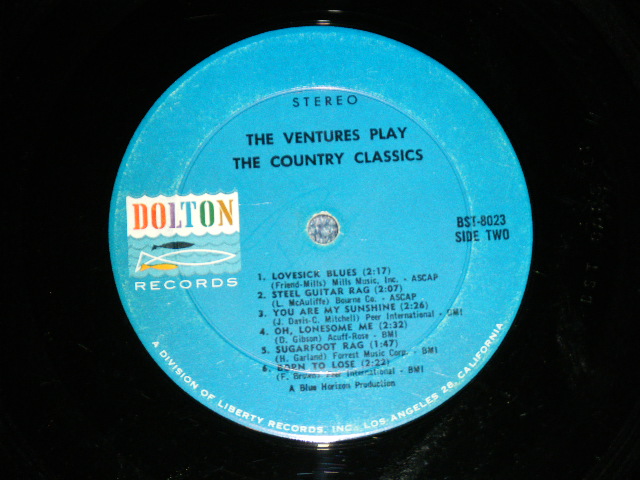 STEREO
THE VENTURES PLAY
THE COUNTRY CLASSICS
DOLTON
RECORDS
BST-8023
SIDE TWO
1. LOVESICK BLUES (2:17)
(Friend-Mills) Mills Music, Inc. - ASCAP
2. STEEL GUITAR RAG (2:07)
(L. McAuliffe) Bourne Co. - ASCAP
3. YOU ARE MY SUNSHINE (2:26)
(J. Davis-C. Mitchell) Peer International - BMI
4. OH, LONESOME ME (2:32)
(D. Gibson) Acuff-Rose - BMI
5. SUGARFOOT RAG (1:47)
(H. Garland) Forrest Music Corp. - BMI
6. BORN TO LOSE (2:22)
(F. Brown) International - BMI
A Blue Horizon Production
A DIVISION OF LIBERTY RECORDS, INC., LOS ANGELES 28, CALIFORNIA